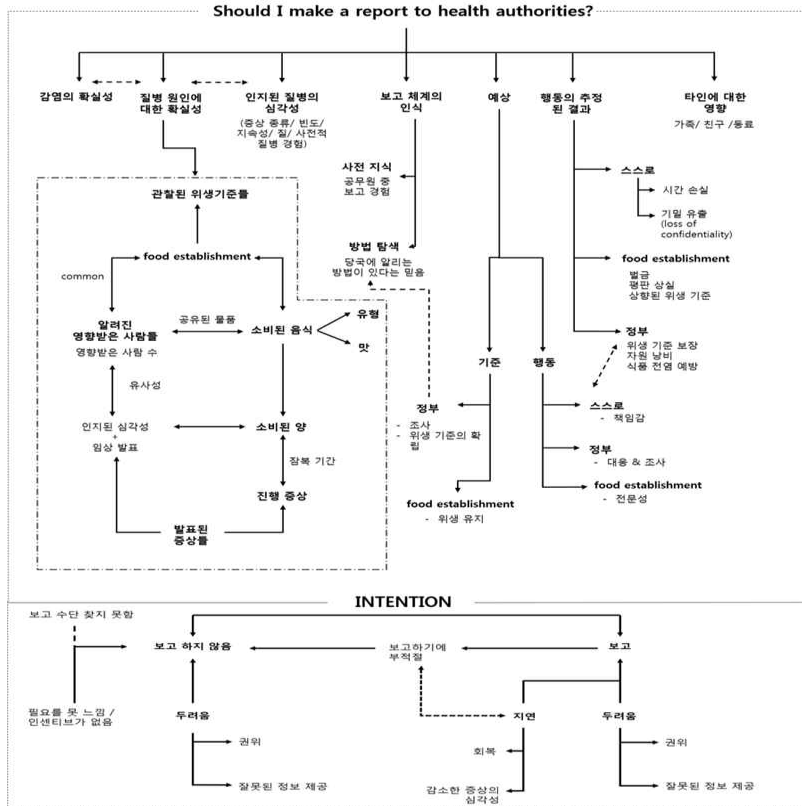 Should I make a report to health authorities?
감염의 확실성
질병 원인에
대한 확실성
인지된 질병의
심각성
(증상 종류/ 빈도/
지속성/ 질/ 사전적
질병 경험)
보고 체계의
인식
예상
행동의 추정
된 결과
타인에 대한
영향
가족/ 친구 /동료
사전 지식
공무원 중
보고 경험
스스로
시간 손실
기밀 유출
(loss of
confidentiality)
관찰된 위생기준틀
방법 탐색
당국에 알리는
방법이 있다는 믿음
food establishment
common
food establishment
벌금
평판 상실
상향된 위생 기준
알려진
영향받은 사람들
영향받은 사람 수
공유된 물품
소비된 음식
유형
맛
정부
위생 기준 보장
자원 낭비
식품 전염 예방
기준
행동
유사성
인지된 심각성
+
임상 발표
소비된 양
정부
- 조사
- 위생 기준의 확
립
스스로
- 책임감
잠복 기간
정부
- 대응 & 조사
진행 증상
food establishment
- 위생 유지
food establishment
- 전문성
발표된
증상틀
INTENTION
보고 수단 찾지 못함
보고 하지 않음
보고하기에
부적절
보고
필요를 못 느낌 /
인센티브가 없음
두려움
지연
두려움
권위
회복
권위
잘못된 정보 제공
감소한 증상의
심각성
잘못된 정보 제공